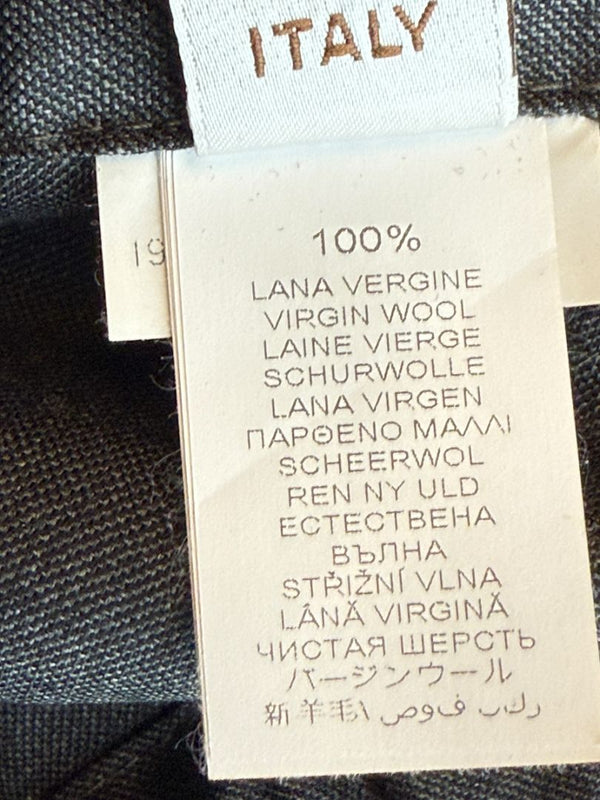 ITALY
19
100%
LANA VERGINE
VIRGIN WOOL
LAINE VIERGE
SCHURWOLLE
LANA VIRGEN
ΠΑΡΘΕΝΟ ΜΑΛΛΙ
SCHEERWOL
REN NY ULD
ЕСТЕСТВЕНА
ВЪЛНА
STŘIŽNÍ VLNA
LÂNĂ VIRGINĂ
ЧИСТАЯ ШЕРСТЬ
バージンウール
新 羊毛\ صوف بكر